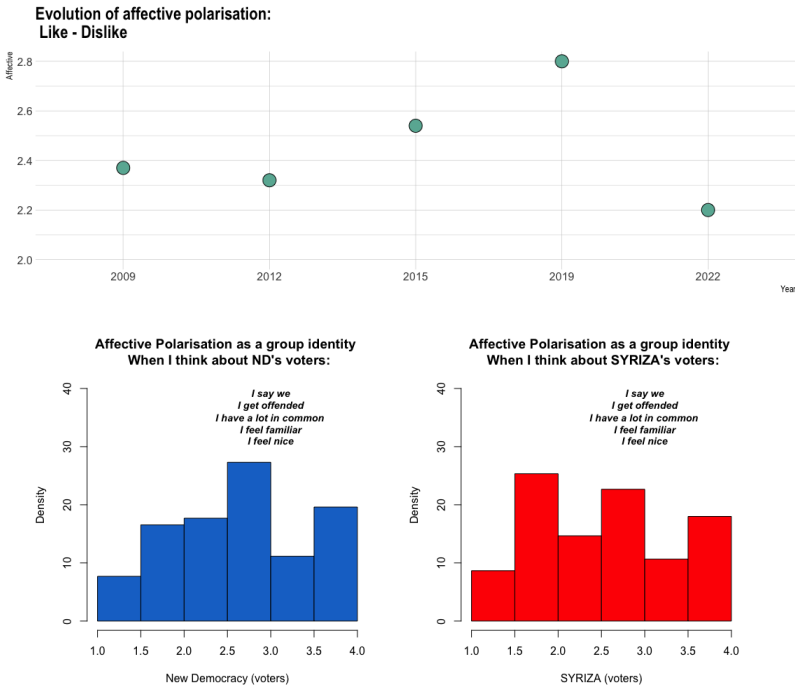 Evolution of affective polarisation:
Like - Dislike
Affective
2.8
2.6
2.4
2.2
2.0
2009 2012 2015 2019 2022
Year
Affective Polarisation as a group identity
When I think about ND's voters:
I say we
I get offended
I have a lot in common
I feel familiar
I feel nice
Density
40
30
20
10
0
1.0 1.5 2.0 2.5 3.0 3.5 4.0
New Democracy (voters)
Affective Polarisation as a group identity
When I think about SYRIZA's voters:
I say we
I get offended
I have a lot in common
I feel familiar
I feel nice
Density
40
30
20
10
0
1.0 1.5 2.0 2.5 3.0 3.5 4.0
SYRIZA (voters)